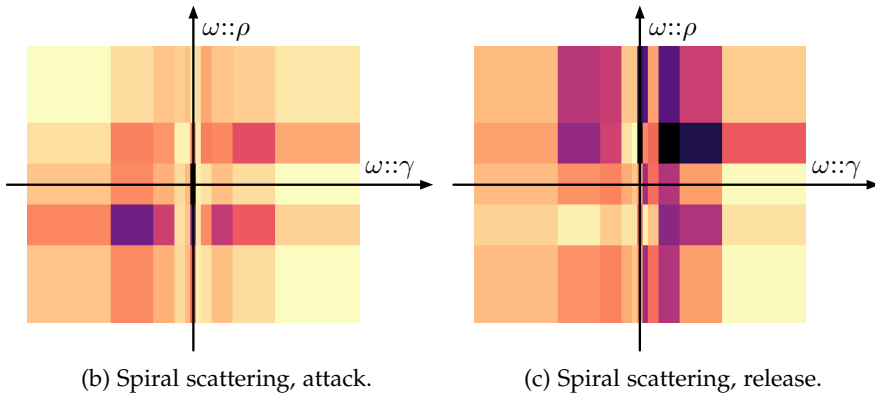 ω::ρ
ω::ρ
ω::γ
ω::γ
(b) Spiral scattering, attack.
(c) Spiral scattering, release.